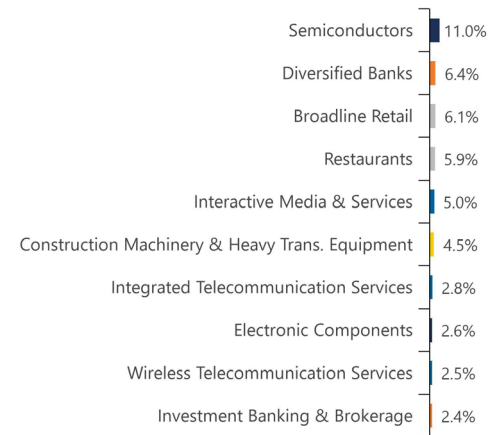 Semiconductors 11.0%
Diversified Banks 6.4%
Broadline Retail 6.1%
Restaurants 5.9%
Interactive Media & Services 5.0%
Construction Machinery & Heavy Trans. Equipment 4.5%
Integrated Telecommunication Services 2.8%
Electronic Components 2.6%
Wireless Telecommunication Services 2.5%
Investment Banking & Brokerage 2.4%